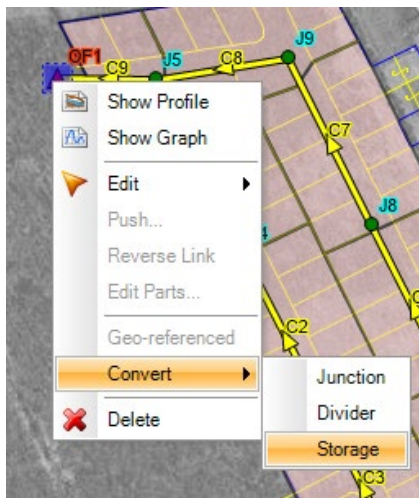 J9
OF1
J5
C8
C9
Show Profile
Show Graph
C7
Edit
J8
Push...
Reverse Link
Edit Parts...
C2
Geo-referenced
Convert
Junction
Divider
Delete
Storage
C3